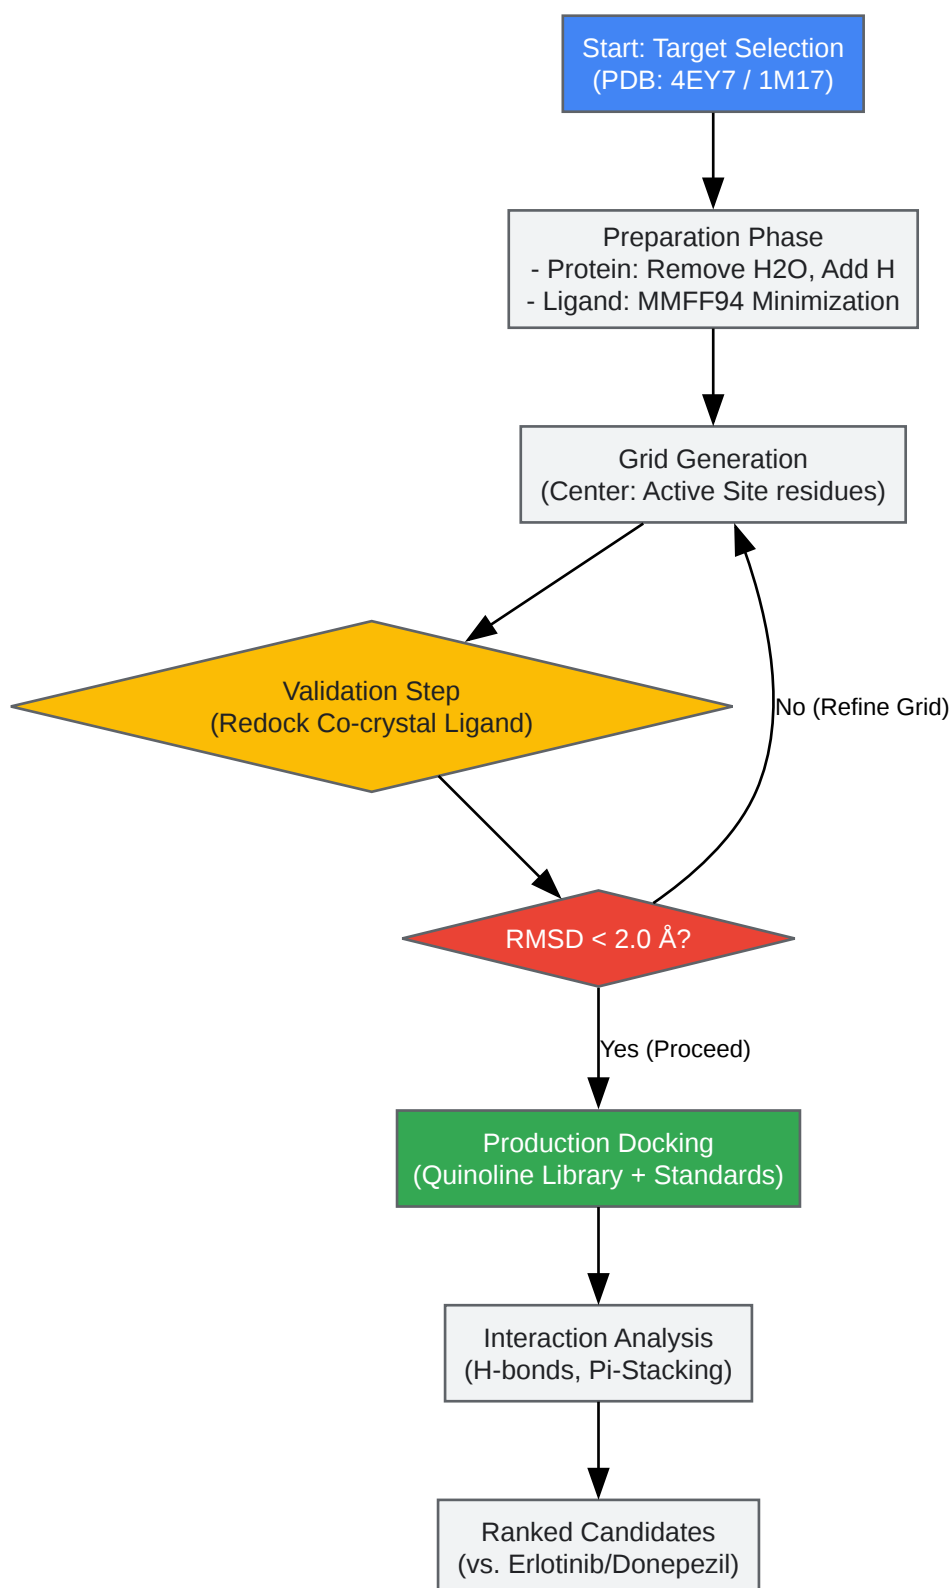 Start: Target Selection
(PDB: 4EY7 / 1M17)
Preparation Phase
- Protein: Remove H2O, Add H
- Ligand: MMFF94 Minimization
Grid Generation
(Center: Active Site residues)
Validation Step
(Redock Co-crystal Ligand)
No (Refine Grid)
RMSD < 2.0 Å?
Yes (Proceed)
Production Docking
(Quinoline Library + Standards)
Interaction Analysis
(H-bonds, Pi-Stacking)
Ranked Candidates
(vs. Erlotinib/Donepezil)